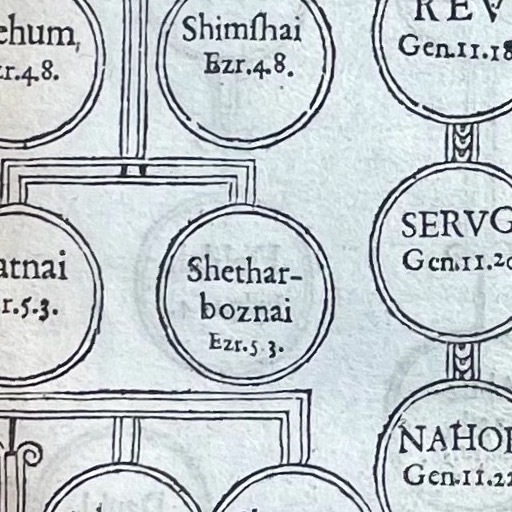 ehum,
zr.4.8.
Shimſhai
Ezr.4.8.
REV
Gen.11.18
atnai
r.5.3.
Shethar-
boznai
Ezr.5.3.
SERVG
Gen.11.20
NAHOR
Gen.11.22